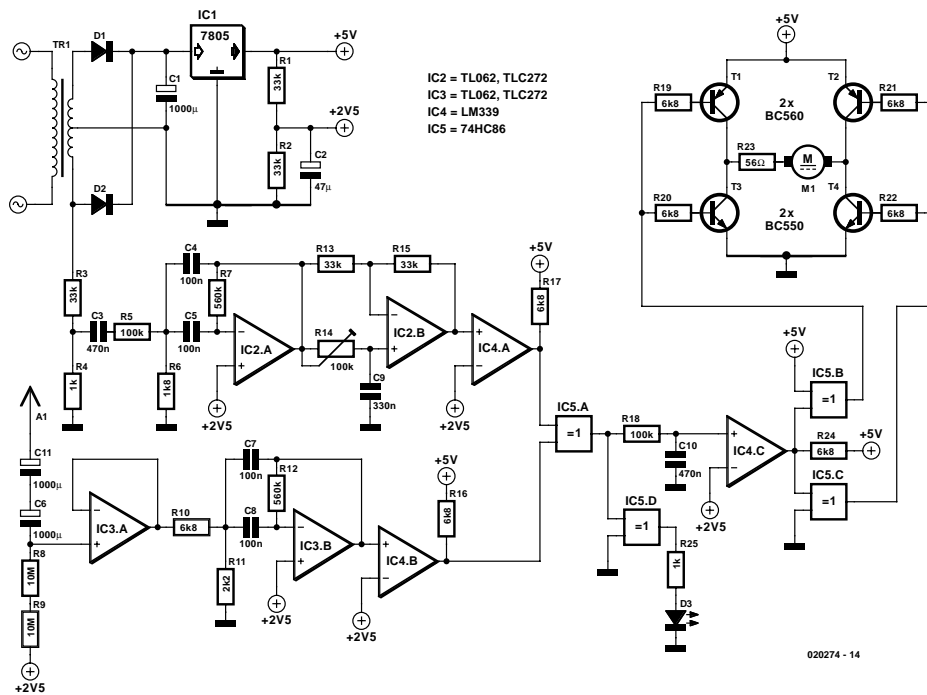 IC1
7805
+5V
TR1
D1
C1
1000µ
R1
33k
+2V5
R2
33k
C2
47µ
D2
IC2 = TL062, TLC272
IC3 = TL062, TLC272
IC4 = LM339
IC5 = 74HC86
+5V
T1
T2
R19
6k8
R21
6k8
2x
BC560
R23
56Ω
M
M1
T3
T4
R20
6k8
R22
6k8
2x
BC550
R3
33k
C3
470n
R5
100k
R4
1k
R6
1k8
C4
100n
R7
560k
C5
100n
IC2.A
+2V5
R13
33k
R15
33k
R14
100k
C9
330n
IC2.B
+5V
R17
6k8
IC4.A
+2V5
A1
C11
1000µ
C6
1000µ
R8
10M
R9
10M
+2V5
IC3.A
R10
6k8
R11
2k2
C7
100n
R12
560k
C8
100n
IC3.B
+2V5
+5V
R16
6k8
IC4.B
+2V5
IC5.A
=1
R18
100k
C10
470n
IC4.C
+2V5
+5V
IC5.B
=1
R24
6k8
+5V
IC5.C
=1
IC5.D
=1
R25
1k
D3
020274 - 14